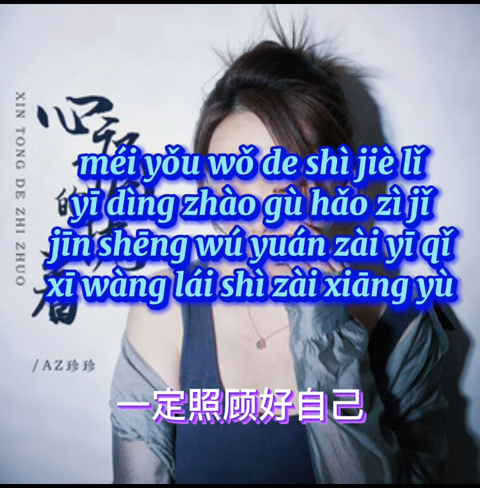 XIN TONG DE ZHI ZHUO
心痛的执着
méi yǒu wǒ de shì jiè lǐ
yī dìng zhào gù hǎo zì jǐ
jīn shēng wú yuán zài yī qǐ
xī wàng lái shì zài xiāng yù
/AZ珍珍
一定照顾好自己